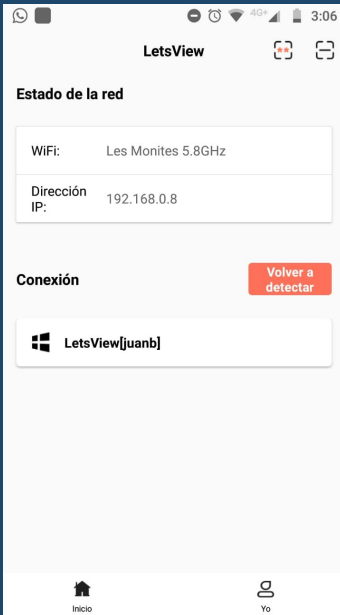 4G+ 3:06
LetsView
Estado de la red
WiFi: Les Monites 5.8GHz
Dirección
IP: 192.168.0.8
Conexión
Volver a
detectar
LetsView[juanb]
Inicio
Yo